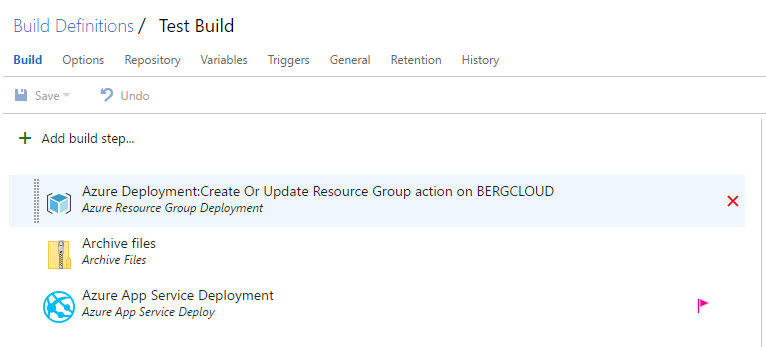 Build Definitions / Test Build
Build Options Repository Variables Triggers General Retention History
Save Undo
+ Add build step...
Azure Deployment:Create Or Update Resource Group action on BERGCLOUD
Azure Resource Group Deployment
Archive files
Archive Files
Azure App Service Deployment
Azure App Service Deploy